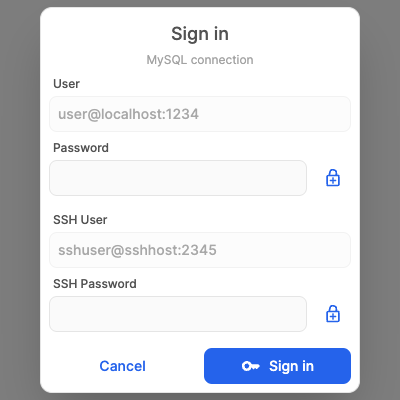 Sign in
MySQL connection
User
user@localhost:1234
Password
SSH User
sshuser@sshhost:2345
SSH Password
Cancel
Sign in